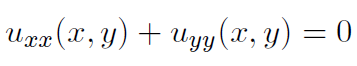 u_{xx}(x, y) + u_{yy}(x, y) = 0